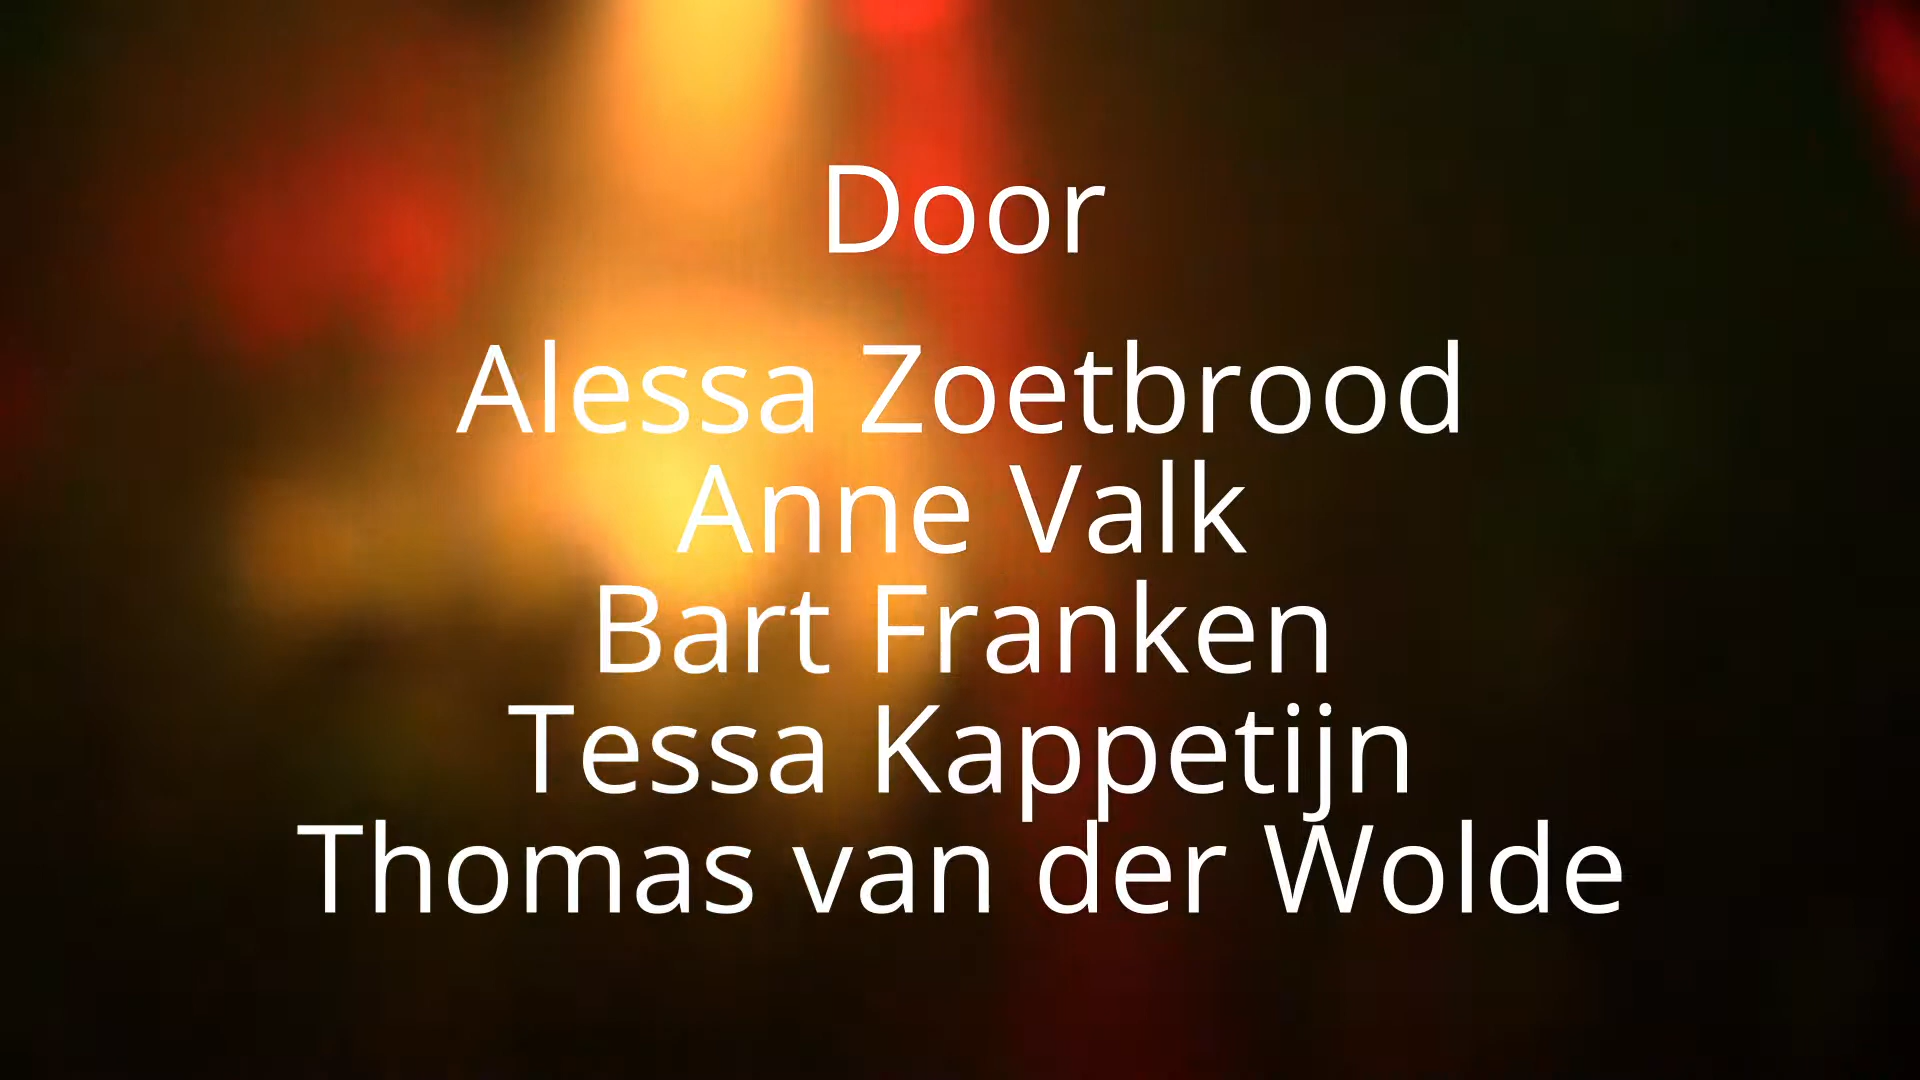 Door
Alessa Zoetbrood
Anne Valk
Bart Franken
Tessa Kappetijn
Thomas van der Wolde